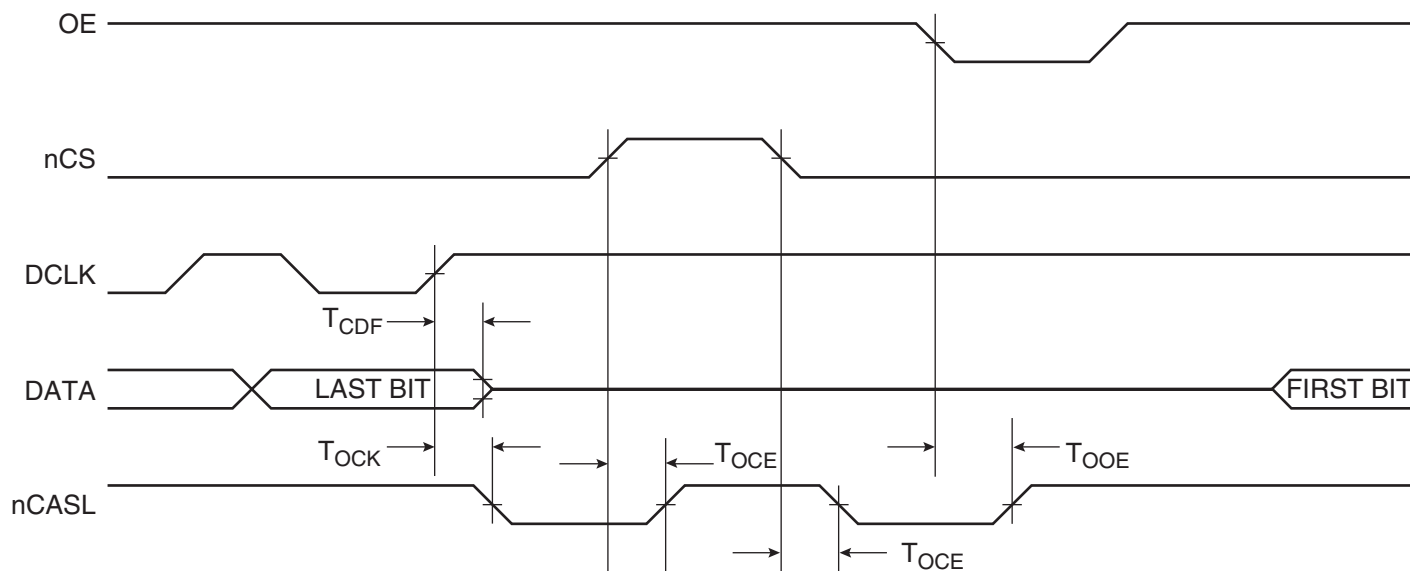 OE
nCS
DCLK
TCDF
DATA
LAST BIT
FIRST BIT
TOCK
TOCE
TOOE
nCASL
TOCE